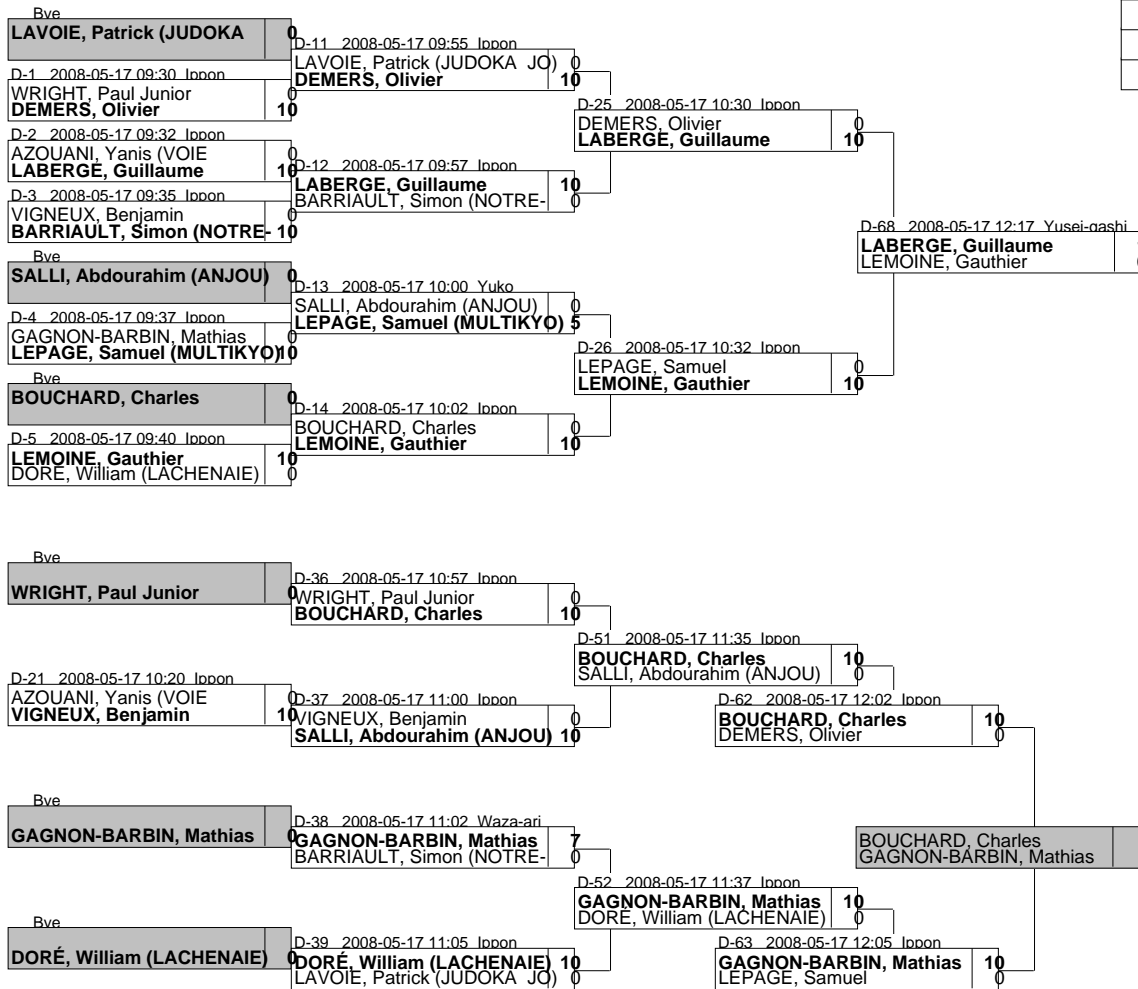 Bye
LAVOIE, Patrick (JUDOKA 0
D-1 2008-05-17 09:30 Ippon
WRIGHT, Paul Junior 0
DEMERS, Olivier 10
D-2 2008-05-17 09:32 Ippon
AZOUANI, Yanis (VOIE 0
LABERGE, Guillaume 10
D-3 2008-05-17 09:35 Ippon
VIGNEUX, Benjamin 0
BARRIAULT, Simon (NOTRE- 10
Bye
SALLI, Abdourahim (ANJOU) 0
D-4 2008-05-17 09:37 Ippon
GAGNON-BARBIN, Mathias 0
LEPAGE, Samuel (MULTIKYO) 10
Bye
BOUCHARD, Charles 0
D-5 2008-05-17 09:40 Ippon
LEMOINE, Gauthier 10
DORÉ, William (LACHENAIE) 0
D-11 2008-05-17 09:55 Ippon
LAVOIE, Patrick (JUDOKA JO) 0
DEMERS, Olivier 10
D-12 2008-05-17 09:57 Ippon
LABERGE, Guillaume 10
BARRIAULT, Simon (NOTRE- 0
D-13 2008-05-17 10:00 Yuko
SALLI, Abdourahim (ANJOU) 0
LEPAGE, Samuel (MULTIKYO) 5
D-14 2008-05-17 10:02 Ippon
BOUCHARD, Charles 0
LEMOINE, Gauthier 10
D-25 2008-05-17 10:30 Ippon
DEMERS, Olivier 0
LABERGE, Guillaume 10
D-26 2008-05-17 10:32 Ippon
LEPAGE, Samuel 0
LEMOINE, Gauthier 10
D-68 2008-05-17 12:17 Yusei-gashi
LABERGE, Guillaume
LEMOINE, Gauthier
Bye
WRIGHT, Paul Junior 0
D-21 2008-05-17 10:20 Ippon
AZOUANI, Yanis (VOIE 0
VIGNEUX, Benjamin 10
Bye
GAGNON-BARBIN, Mathias 0
Bye
DORÉ, William (LACHENAIE) 0
D-36 2008-05-17 10:57 Ippon
WRIGHT, Paul Junior 0
BOUCHARD, Charles 10
D-37 2008-05-17 11:00 Ippon
VIGNEUX, Benjamin 0
SALLI, Abdourahim (ANJOU) 10
D-38 2008-05-17 11:02 Waza-ari
GAGNON-BARBIN, Mathias 7
BARRIAULT, Simon (NOTRE- 0
D-39 2008-05-17 11:05 Ippon
DORÉ, William (LACHENAIE) 10
LAVOIE, Patrick (JUDOKA JO) 0
D-51 2008-05-17 11:35 Ippon
BOUCHARD, Charles 10
SALLI, Abdourahim (ANJOU) 0
D-52 2008-05-17 11:37 Ippon
GAGNON-BARBIN, Mathias 10
DORÉ, William (LACHENAIE) 0
D-62 2008-05-17 12:02 Ippon
BOUCHARD, Charles 10
DEMERS, Olivier 0
D-63 2008-05-17 12:05 Ippon
GAGNON-BARBIN, Mathias 10
LEPAGE, Samuel 0
BOUCHARD, Charles
GAGNON-BARBIN, Mathias